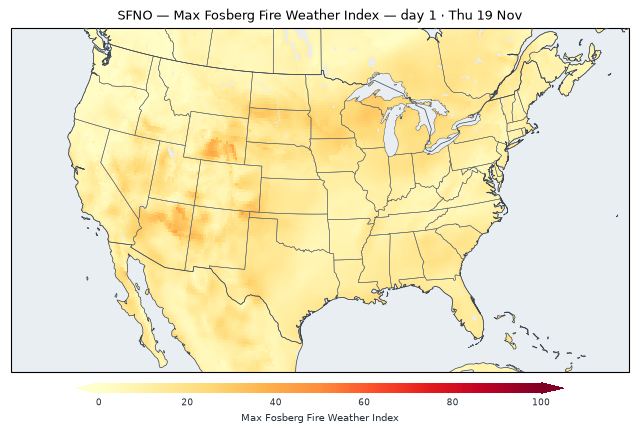 SFNO — Max Fosberg Fire Weather Index — day 1 · Thu 19 Nov
0 20 40 60 80 100
Max Fosberg Fire Weather Index